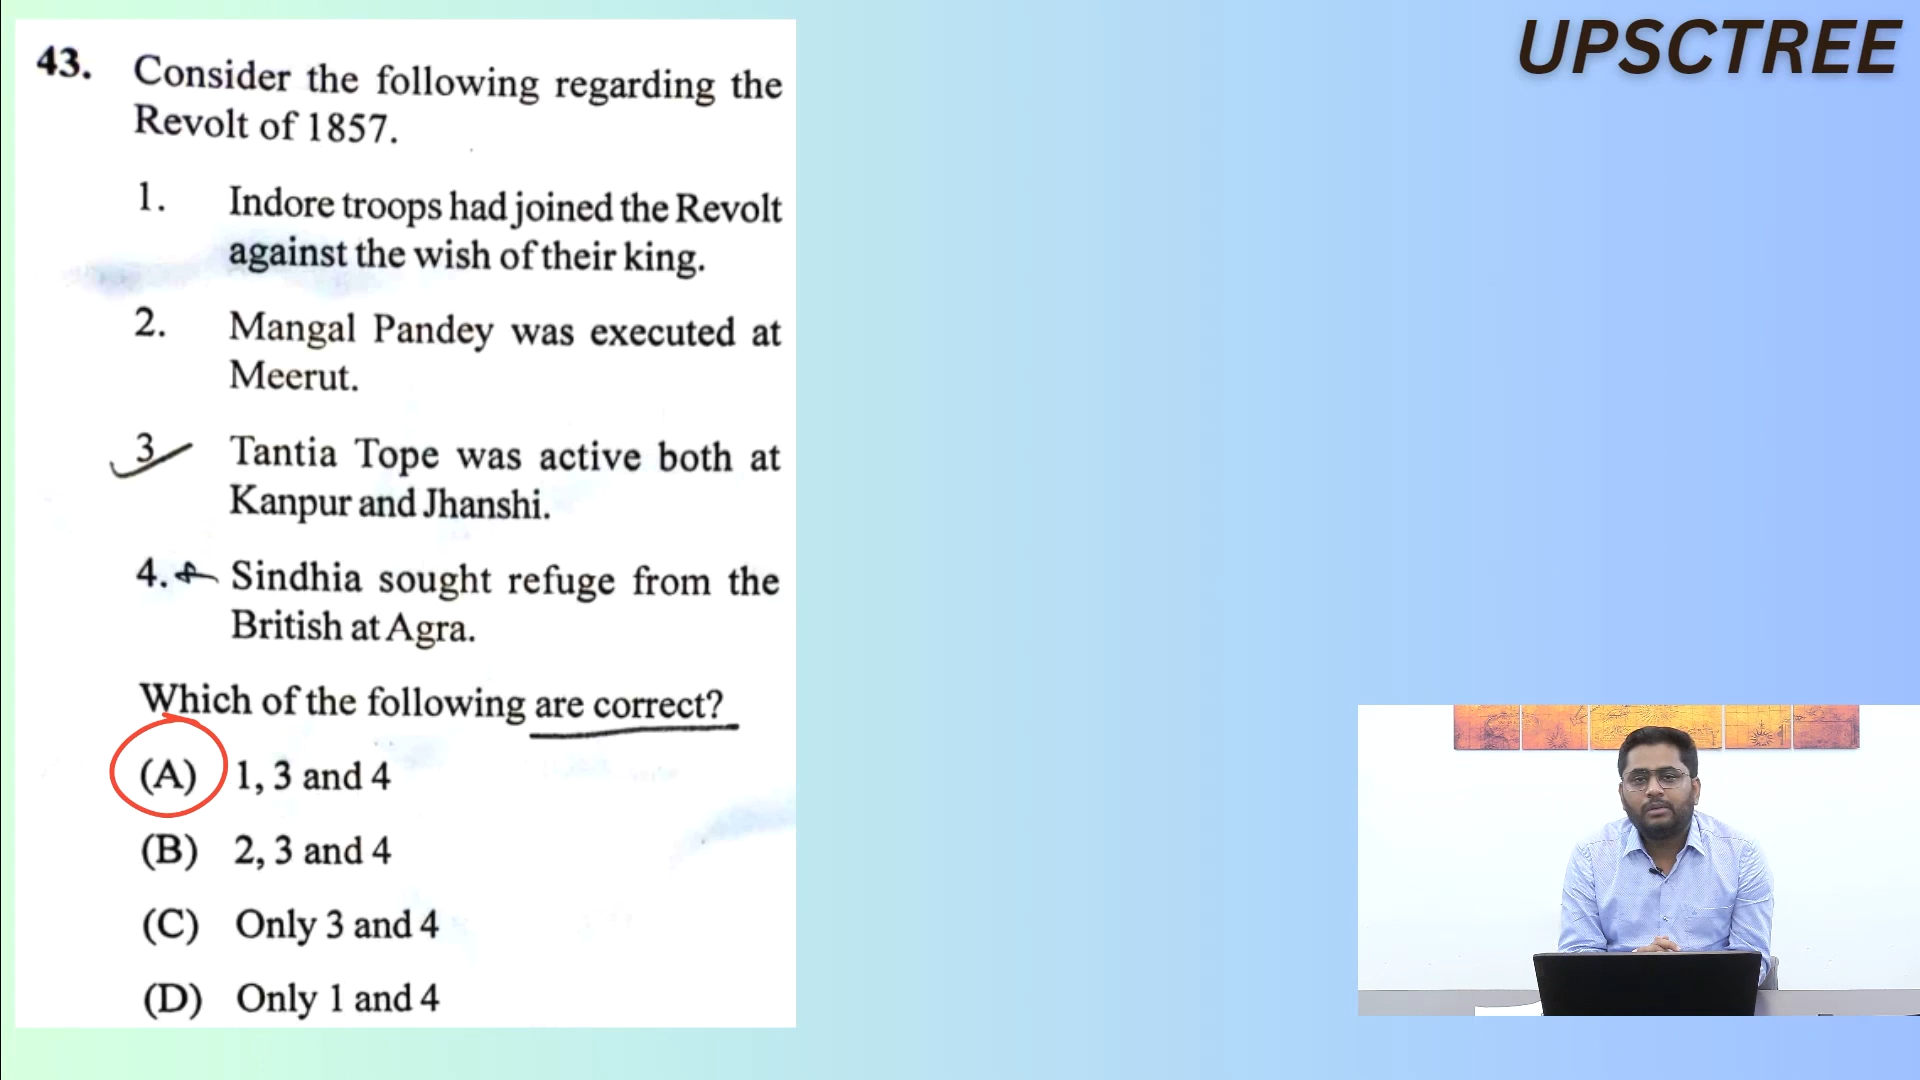 UPSCTREE
43. Consider the following regarding the
Revolt of 1857.
1. Indore troops had joined the Revolt
against the wish of their king.
2. Mangal Pandey was executed at
Meerut.
3 Tantia Tope was active both at
Kanpur and Jhanshi.
4. Sindhia sought refuge from the
British at Agra.
Which of the following are correct?
(A) 1, 3 and 4
(B) 2, 3 and 4
(C) Only 3 and 4
(D) Only 1 and 4